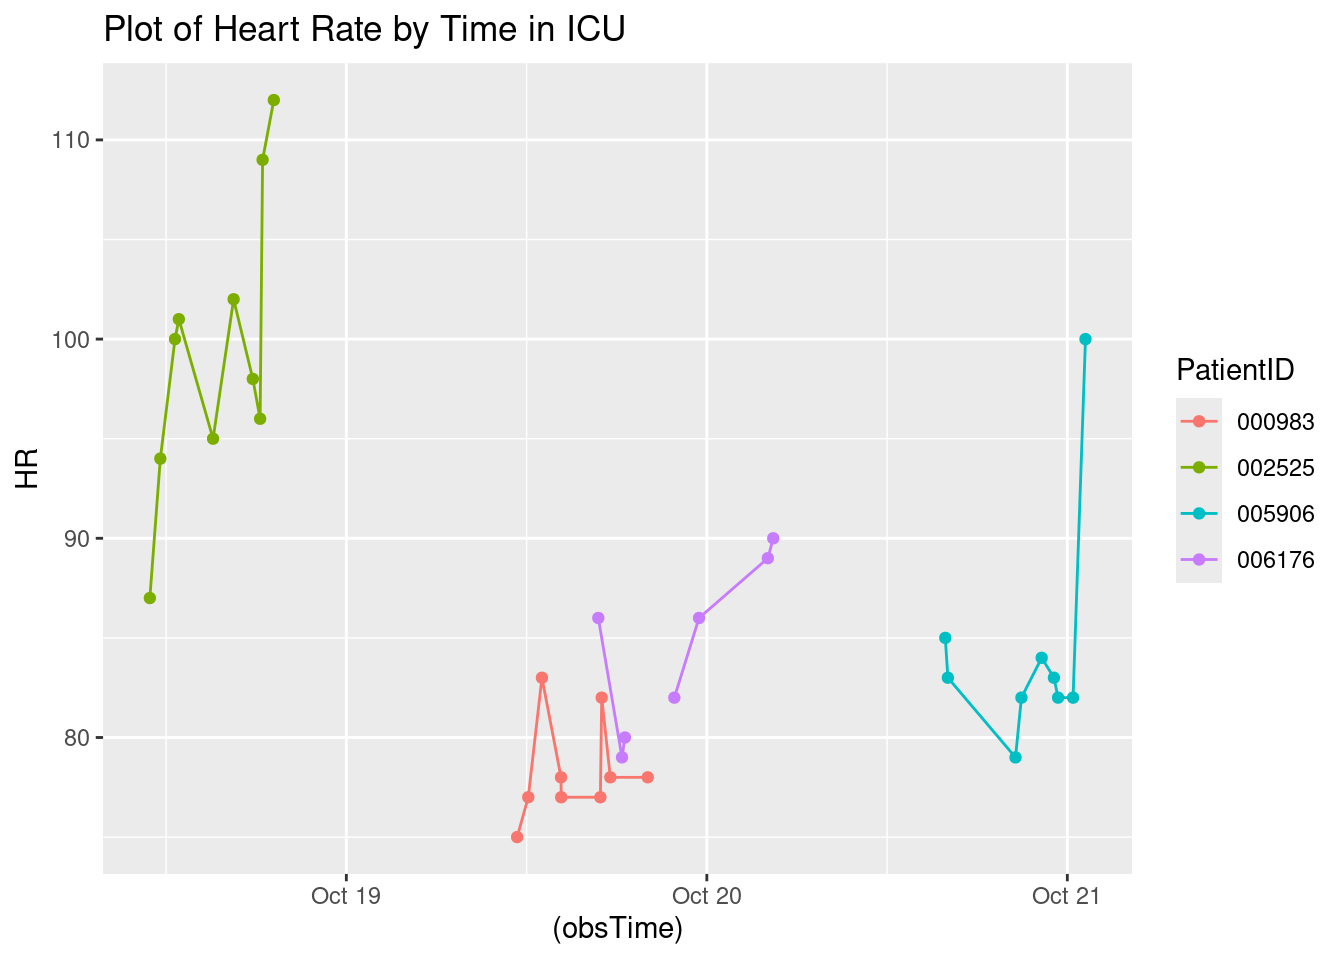 Plot of Heart Rate by Time in ICU
110
100
90
80
HR
Oct 19
Oct 20
Oct 21
(obsTime)
PatientID
000983
002525
005906
006176